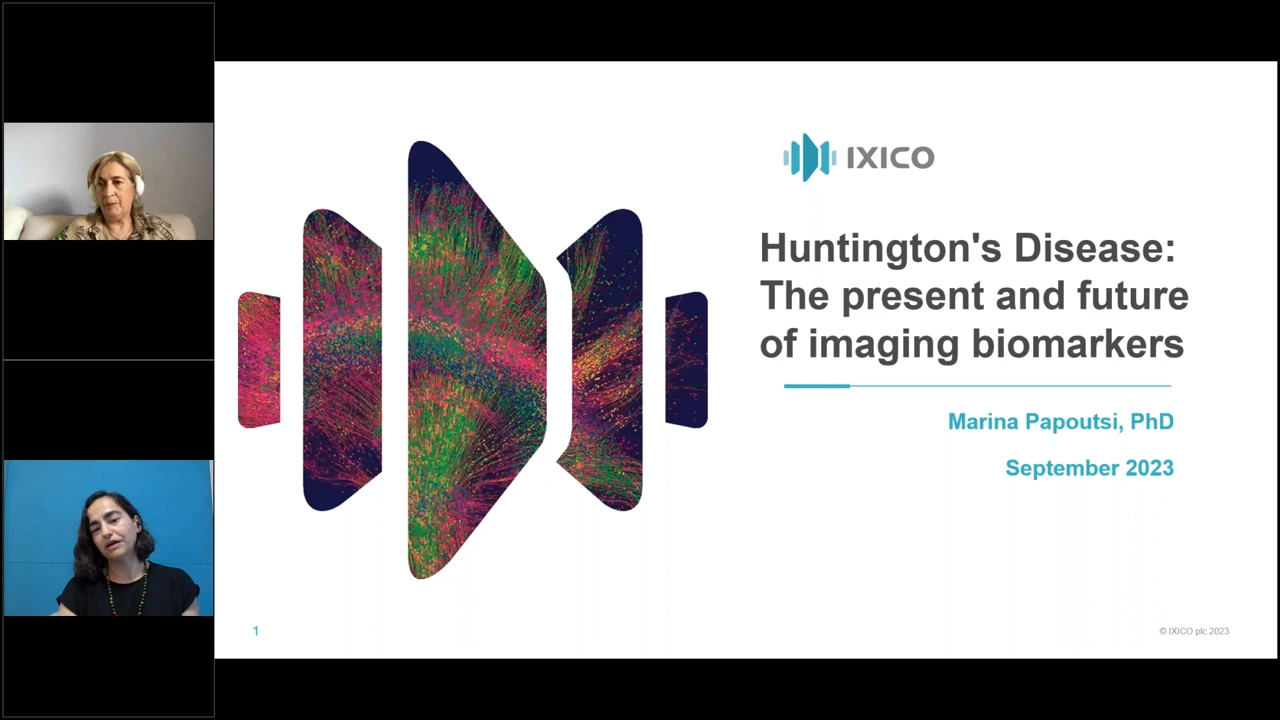 IXICO
Huntington's Disease:
The present and future
of imaging biomarkers
Marina Papoutsi, PhD
September 2023
1
© IXICO plc 2023